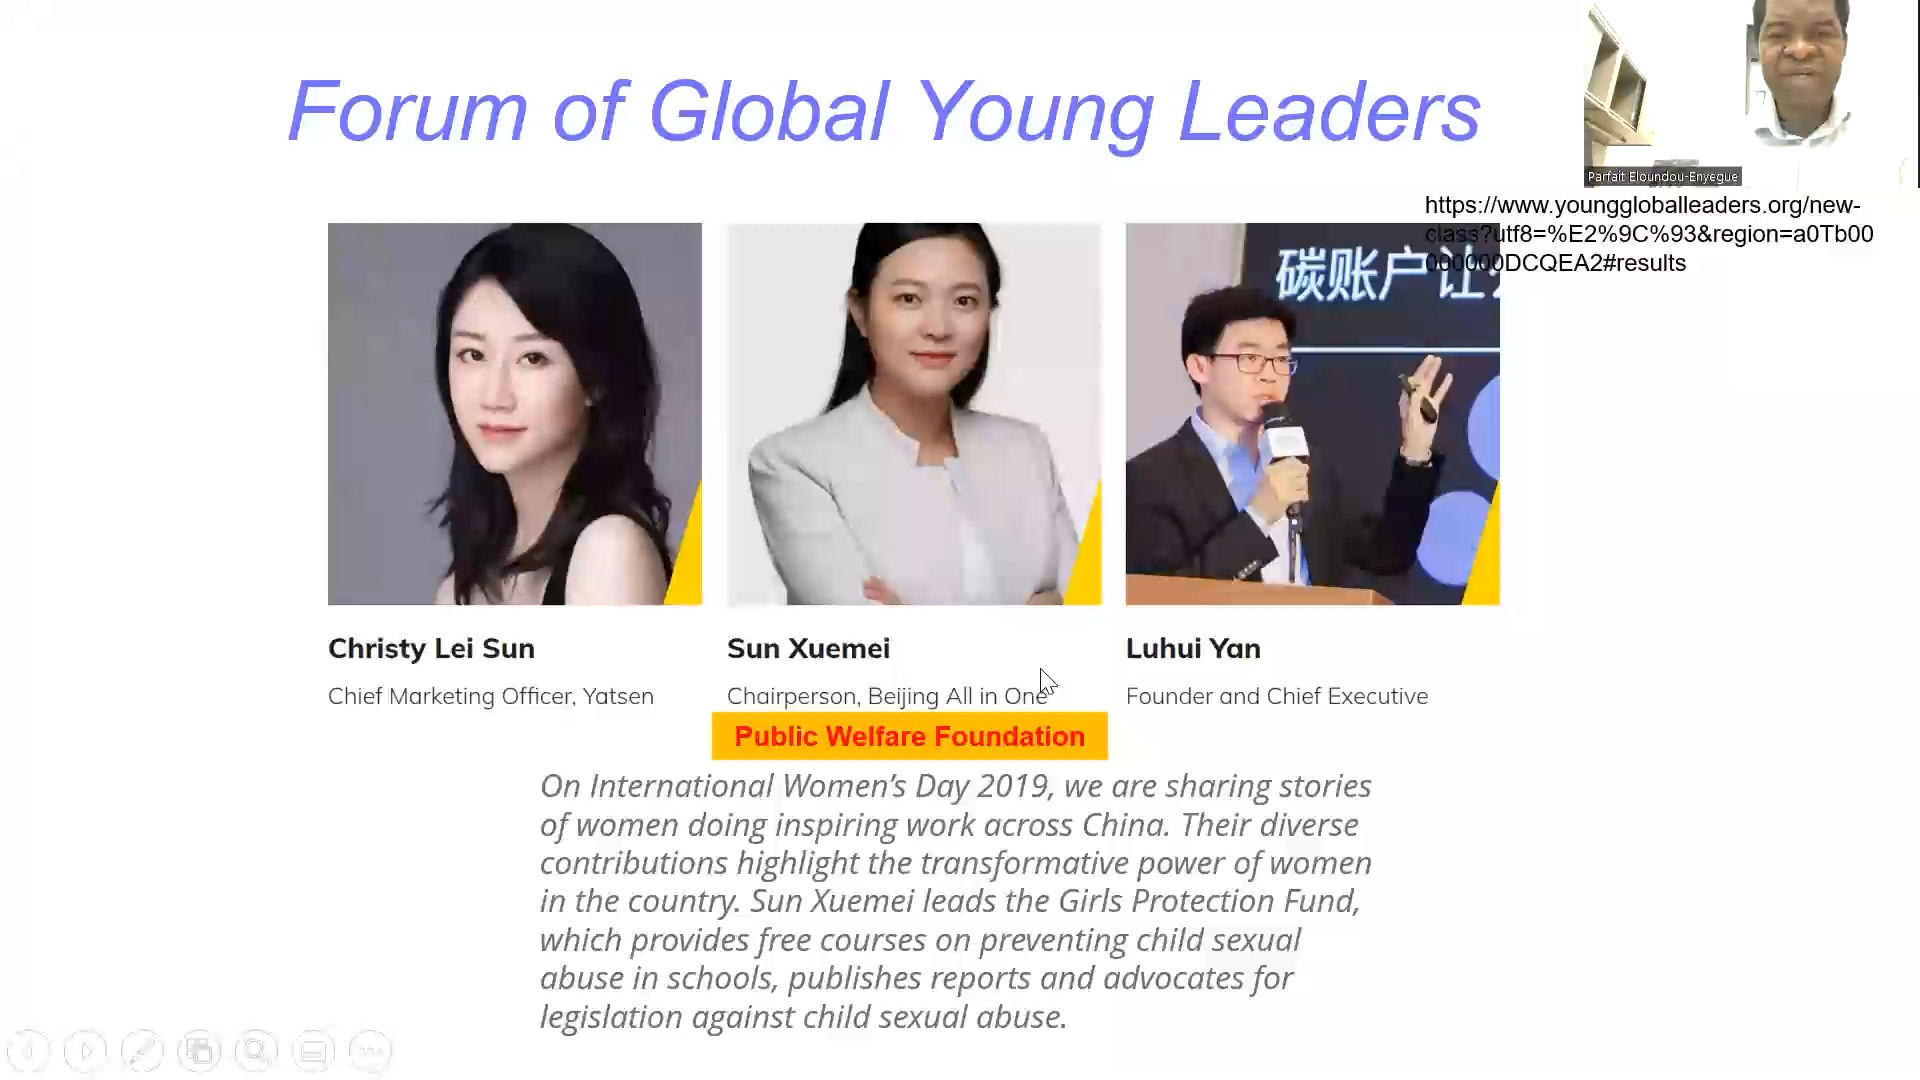 Forum of Global Young Leaders
Parfait Eloundou-Enyegue
https://www.younggloballeaders.org/new-
class?utf8=%E2%9C%93&region=a0Tb00
000000DCQEA2#results
碳账户让
Christy Lei Sun
Sun Xuemei
Luhui Yan
Chief Marketing Officer, Yatsen
Chairperson, Beijing All in One
Founder and Chief Executive
Public Welfare Foundation
On International Women’s Day 2019, we are sharing stories
of women doing inspiring work across China. Their diverse
contributions highlight the transformative power of women
in the country. Sun Xuemei leads the Girls Protection Fund,
which provides free courses on preventing child sexual
abuse in schools, publishes reports and advocates for
legislation against child sexual abuse.